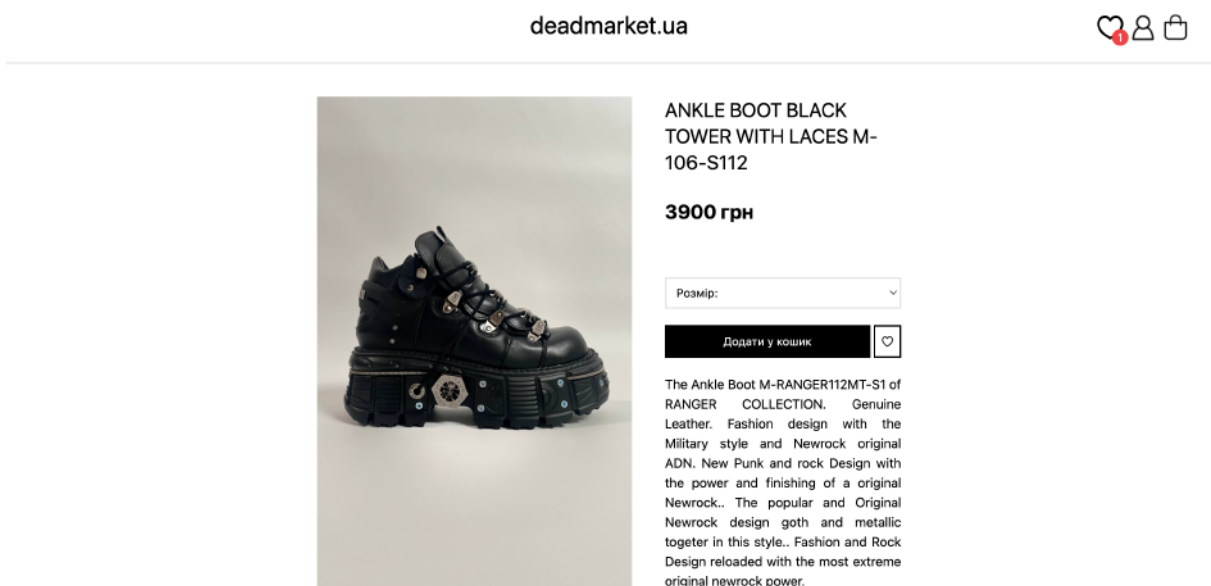 deadmarket.ua
1
ANKLE BOOT BLACK
TOWER WITH LACES M-
106-S112
3900 грн
Розмір:
Додати у кошик
The Ankle Boot M-RANGER112MT-S1 of
RANGER COLLECTION. Genuine
Leather. Fashion design with the
Military style and Newrock original
ADN. New Punk and rock Design with
the power and finishing of a original
Newrock.. The popular and Original
Newrock design goth and metallic
togeter in this style.. Fashion and Rock
Design reloaded with the most extreme
original newrock power.